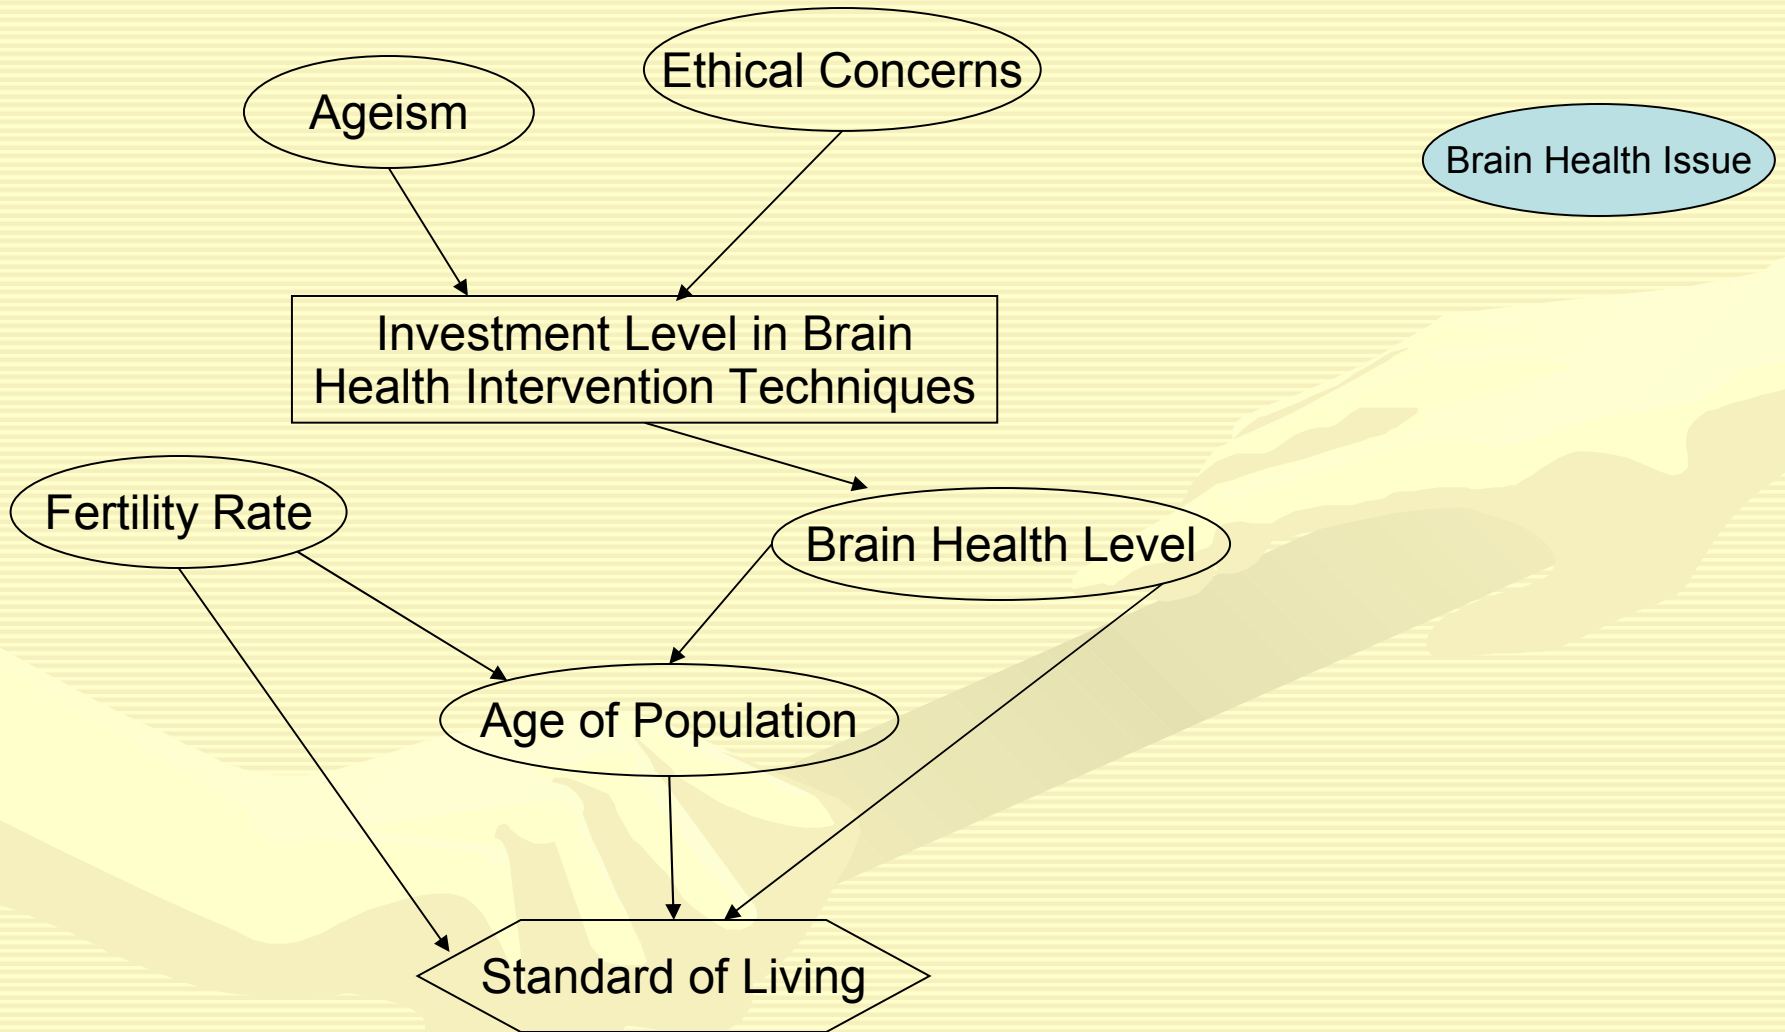 Ethical Concerns
Ageism
Brain Health Issue
Investment Level in Brain
Health Intervention Techniques
Fertility Rate
Brain Health Level
Age of Population
Standard of Living